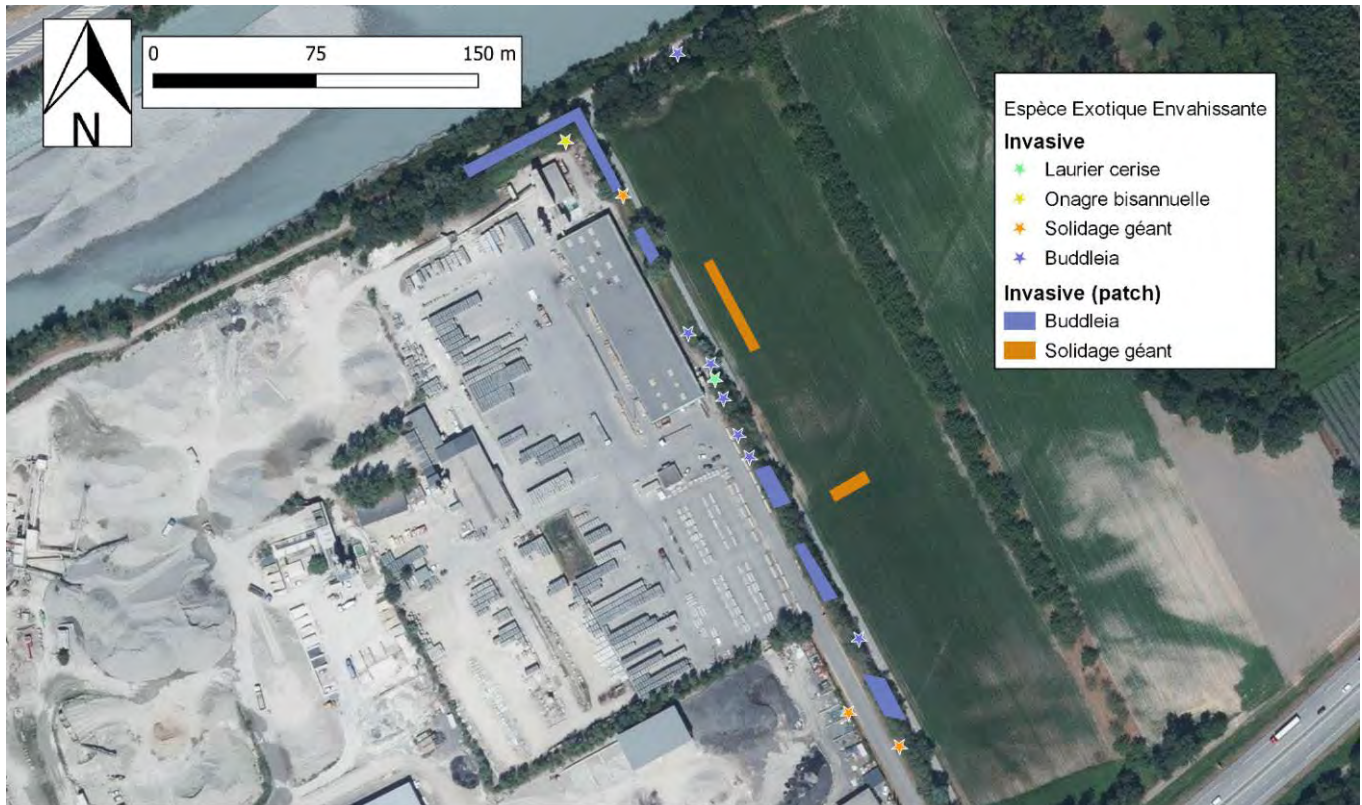 0 75 150 m
N
Espèce Exotique Envahissante
Invasive
Laurier cerise
Onagre bisannuelle
Solidage géant
Buddleia
Invasive (patch)
Buddleia
Solidage géant